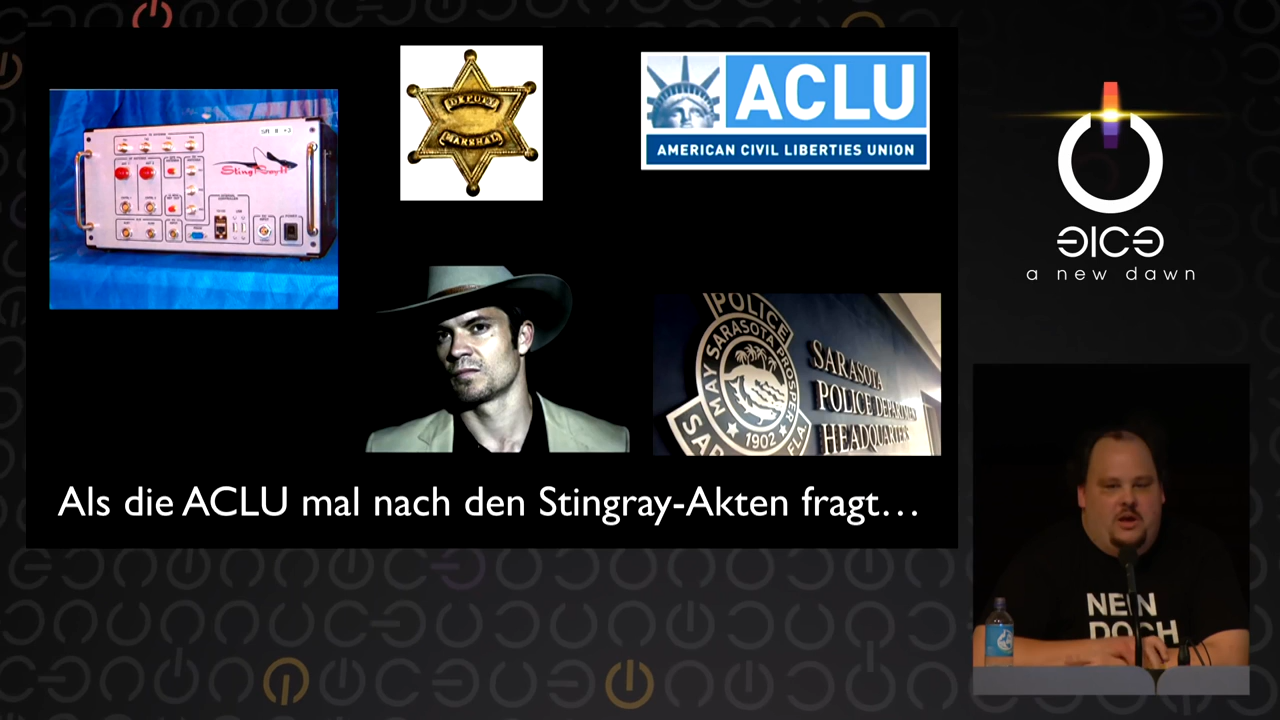 StingRay II
DEPUTY
MARSHAL
ACLU
AMERICAN CIVIL LIBERTIES UNION
POLICE
MAY SARASOTA PROSPER
1902
FLA.
SARASOTA
POLICE DEPARTMENT
HEADQUARTERS
Als die ACLU mal nach den Stingray-Akten fragt…
a new dawn
NEIN
DOCH